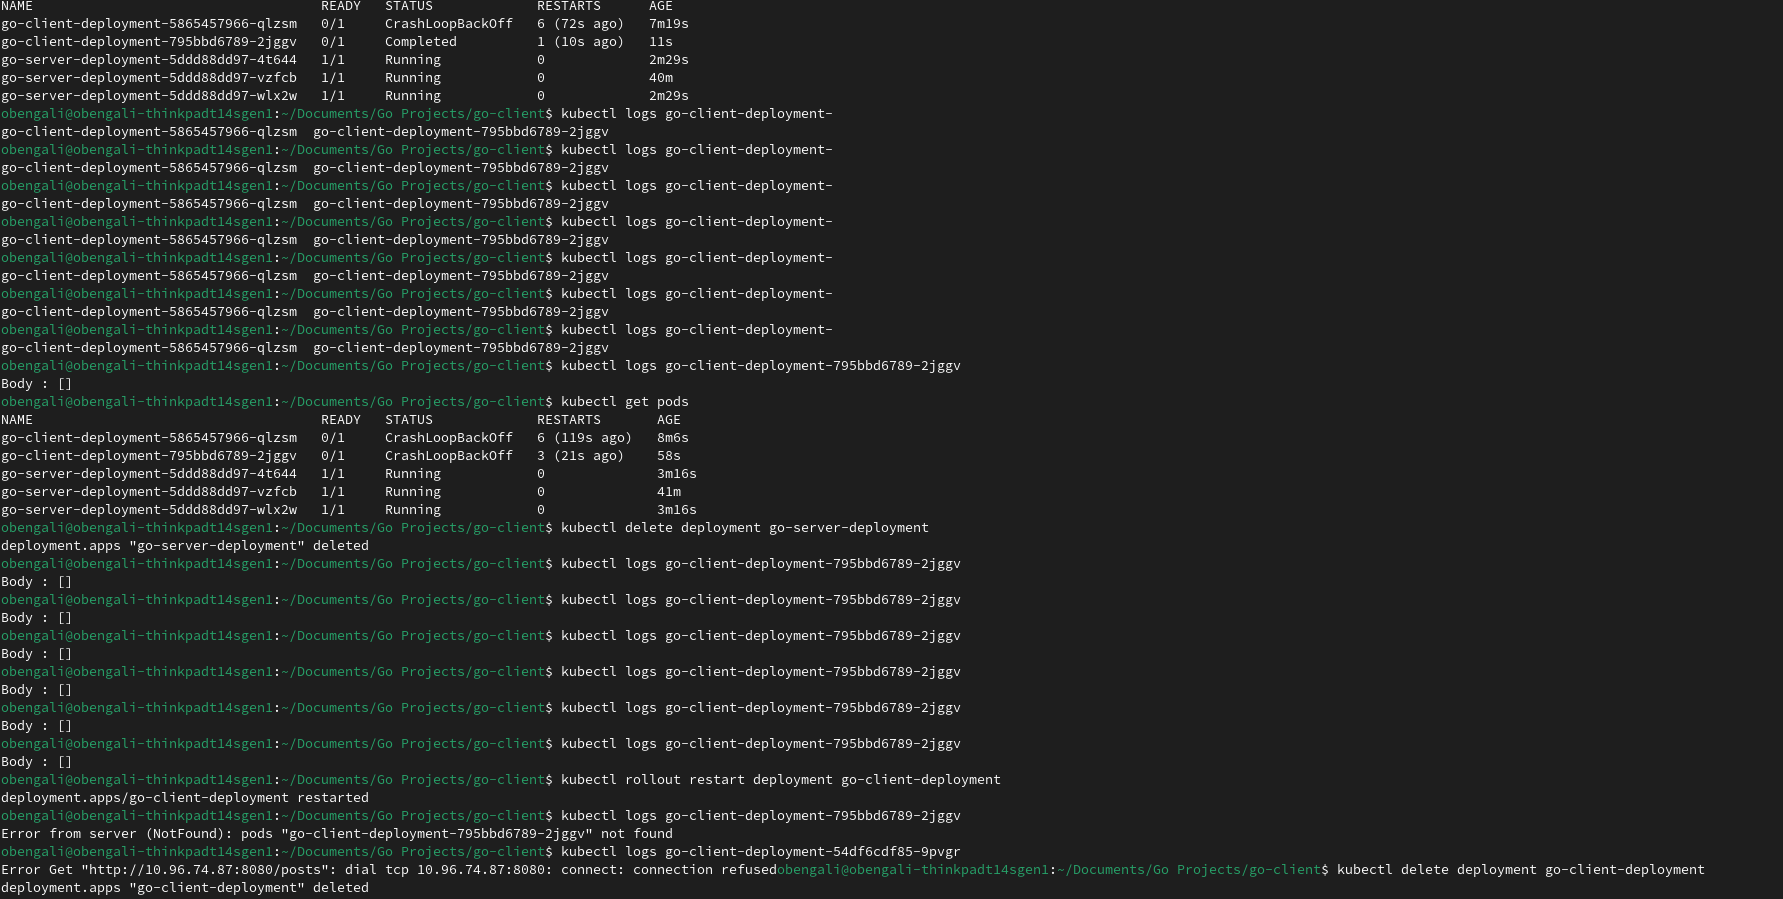 NAME                                    READY   STATUS             RESTARTS      AGE
go-client-deployment-5865457966-qlzsm   0/1     CrashLoopBackOff   6 (72s ago)   7m19s
go-client-deployment-795bbd6789-2jggv   0/1     Completed          1 (10s ago)   11s
go-server-deployment-5ddd88dd97-4t644   1/1     Running            0             2m29s
go-server-deployment-5ddd88dd97-vzfcb   1/1     Running            0             40m
go-server-deployment-5ddd88dd97-wlx2w   1/1     Running            0             2m29s
obengali@obengali-thinkpadt14sgen1:~/Documents/Go Projects/go-client$ kubectl logs go-client-deployment-
go-client-deployment-5865457966-qlzsm  go-client-deployment-795bbd6789-2jggv
obengali@obengali-thinkpadt14sgen1:~/Documents/Go Projects/go-client$ kubectl logs go-client-deployment-
go-client-deployment-5865457966-qlzsm  go-client-deployment-795bbd6789-2jggv
obengali@obengali-thinkpadt14sgen1:~/Documents/Go Projects/go-client$ kubectl logs go-client-deployment-
go-client-deployment-5865457966-qlzsm  go-client-deployment-795bbd6789-2jggv
obengali@obengali-thinkpadt14sgen1:~/Documents/Go Projects/go-client$ kubectl logs go-client-deployment-
go-client-deployment-5865457966-qlzsm  go-client-deployment-795bbd6789-2jggv
obengali@obengali-thinkpadt14sgen1:~/Documents/Go Projects/go-client$ kubectl logs go-client-deployment-
go-client-deployment-5865457966-qlzsm  go-client-deployment-795bbd6789-2jggv
obengali@obengali-thinkpadt14sgen1:~/Documents/Go Projects/go-client$ kubectl logs go-client-deployment-
go-client-deployment-5865457966-qlzsm  go-client-deployment-795bbd6789-2jggv
obengali@obengali-thinkpadt14sgen1:~/Documents/Go Projects/go-client$ kubectl logs go-client-deployment-
go-client-deployment-5865457966-qlzsm  go-client-deployment-795bbd6789-2jggv
obengali@obengali-thinkpadt14sgen1:~/Documents/Go Projects/go-client$ kubectl logs go-client-deployment-795bbd6789-2jggv
Body : []
obengali@obengali-thinkpadt14sgen1:~/Documents/Go Projects/go-client$ kubectl get pods
NAME                                    READY   STATUS             RESTARTS       AGE
go-client-deployment-5865457966-qlzsm   0/1     CrashLoopBackOff   6 (119s ago)   8m6s
go-client-deployment-795bbd6789-2jggv   0/1     CrashLoopBackOff   3 (21s ago)    58s
go-server-deployment-5ddd88dd97-4t644   1/1     Running            0              3m16s
go-server-deployment-5ddd88dd97-vzfcb   1/1     Running            0              41m
go-server-deployment-5ddd88dd97-wlx2w   1/1     Running            0              3m16s
obengali@obengali-thinkpadt14sgen1:~/Documents/Go Projects/go-client$ kubectl delete deployment go-server-deployment
deployment.apps "go-server-deployment" deleted
obengali@obengali-thinkpadt14sgen1:~/Documents/Go Projects/go-client$ kubectl logs go-client-deployment-795bbd6789-2jggv
Body : []
obengali@obengali-thinkpadt14sgen1:~/Documents/Go Projects/go-client$ kubectl logs go-client-deployment-795bbd6789-2jggv
Body : []
obengali@obengali-thinkpadt14sgen1:~/Documents/Go Projects/go-client$ kubectl logs go-client-deployment-795bbd6789-2jggv
Body : []
obengali@obengali-thinkpadt14sgen1:~/Documents/Go Projects/go-client$ kubectl logs go-client-deployment-795bbd6789-2jggv
Body : []
obengali@obengali-thinkpadt14sgen1:~/Documents/Go Projects/go-client$ kubectl logs go-client-deployment-795bbd6789-2jggv
Body : []
obengali@obengali-thinkpadt14sgen1:~/Documents/Go Projects/go-client$ kubectl logs go-client-deployment-795bbd6789-2jggv
Body : []
obengali@obengali-thinkpadt14sgen1:~/Documents/Go Projects/go-client$ kubectl rollout restart deployment go-client-deployment
deployment.apps/go-client-deployment restarted
obengali@obengali-thinkpadt14sgen1:~/Documents/Go Projects/go-client$ kubectl logs go-client-deployment-795bbd6789-2jggv
Error from server (NotFound): pods "go-client-deployment-795bbd6789-2jggv" not found
obengali@obengali-thinkpadt14sgen1:~/Documents/Go Projects/go-client$ kubectl logs go-client-deployment-54df6cdf85-9pvgr
Error Get "http://10.96.74.87:8080/posts": dial tcp 10.96.74.87:8080: connect: connection refusedobengali@obengali-thinkpadt14sgen1:~/Documents/Go Projects/go-client$ kubectl delete deployment go-client-deployment
deployment.apps "go-client-deployment" deleted